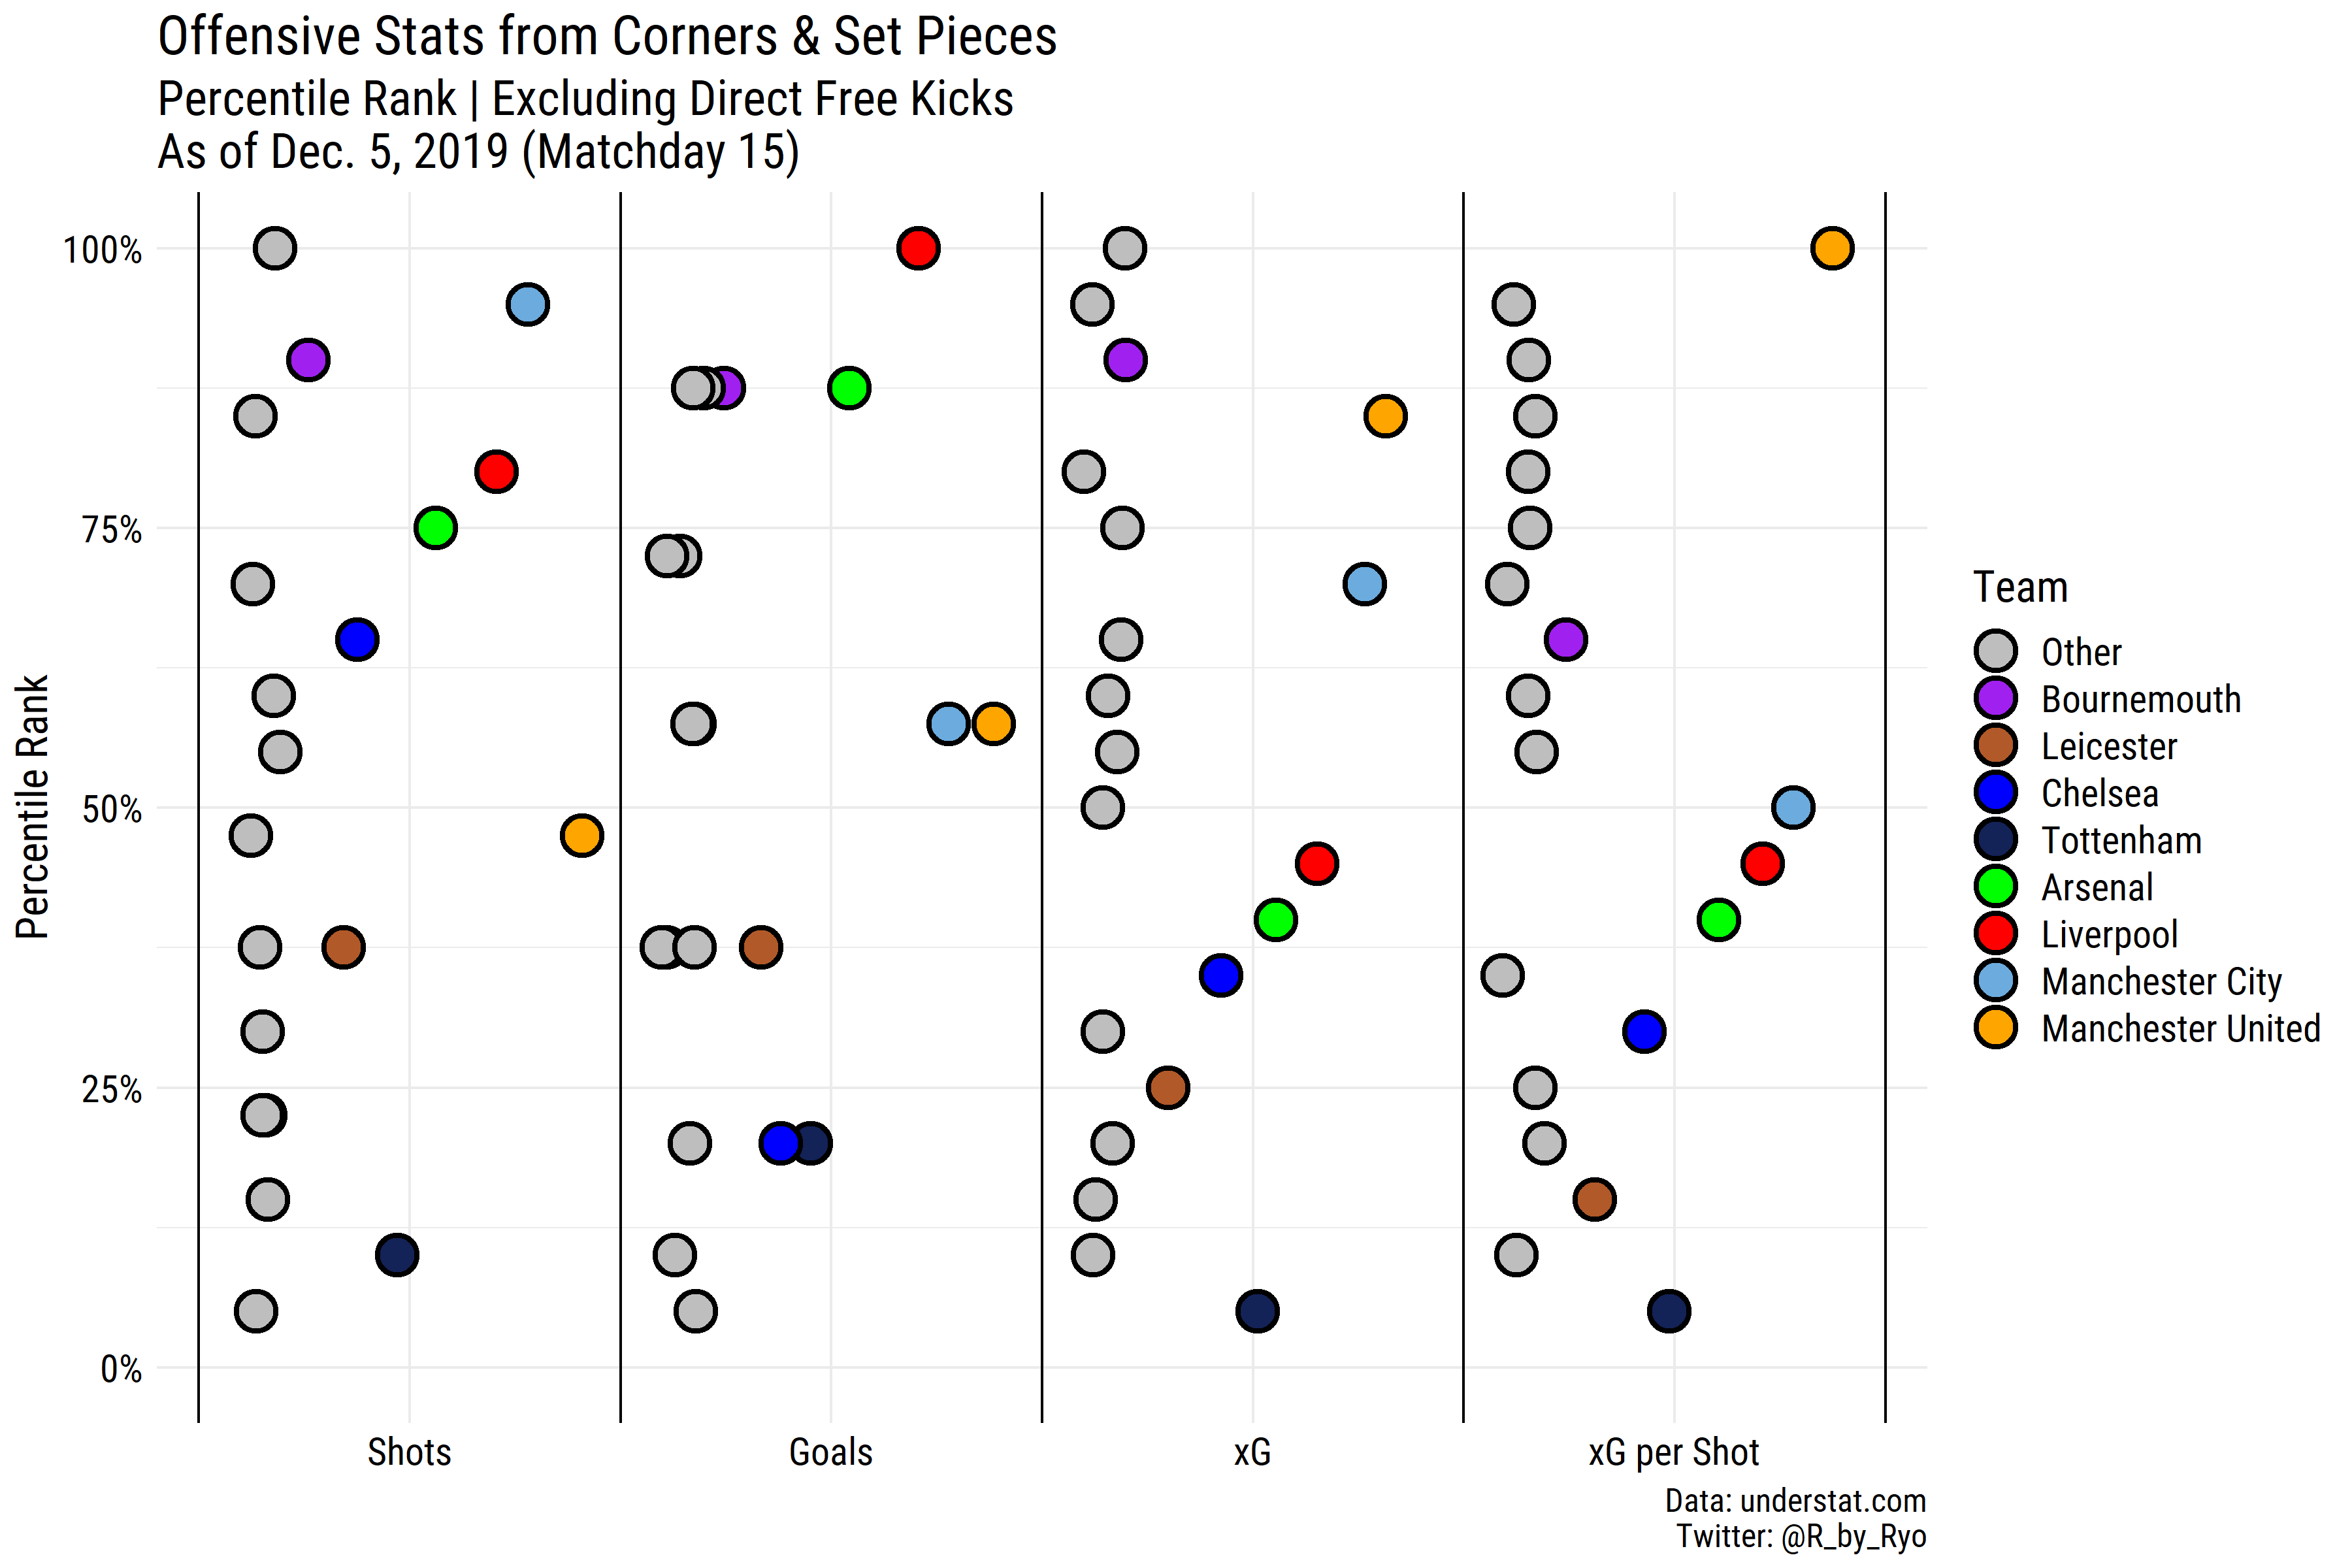 Offensive Stats from Corners & Set Pieces
Percentile Rank | Excluding Direct Free Kicks
As of Dec. 5, 2019 (Matchday 15)
Percentile Rank
100%
75%
50%
25%
0%
Shots
Goals
xG
xG per Shot
Team
Other
Bournemouth
Leicester
Chelsea
Tottenham
Arsenal
Liverpool
Manchester City
Manchester United
Data: understat.com
Twitter: @R_by_Ryo